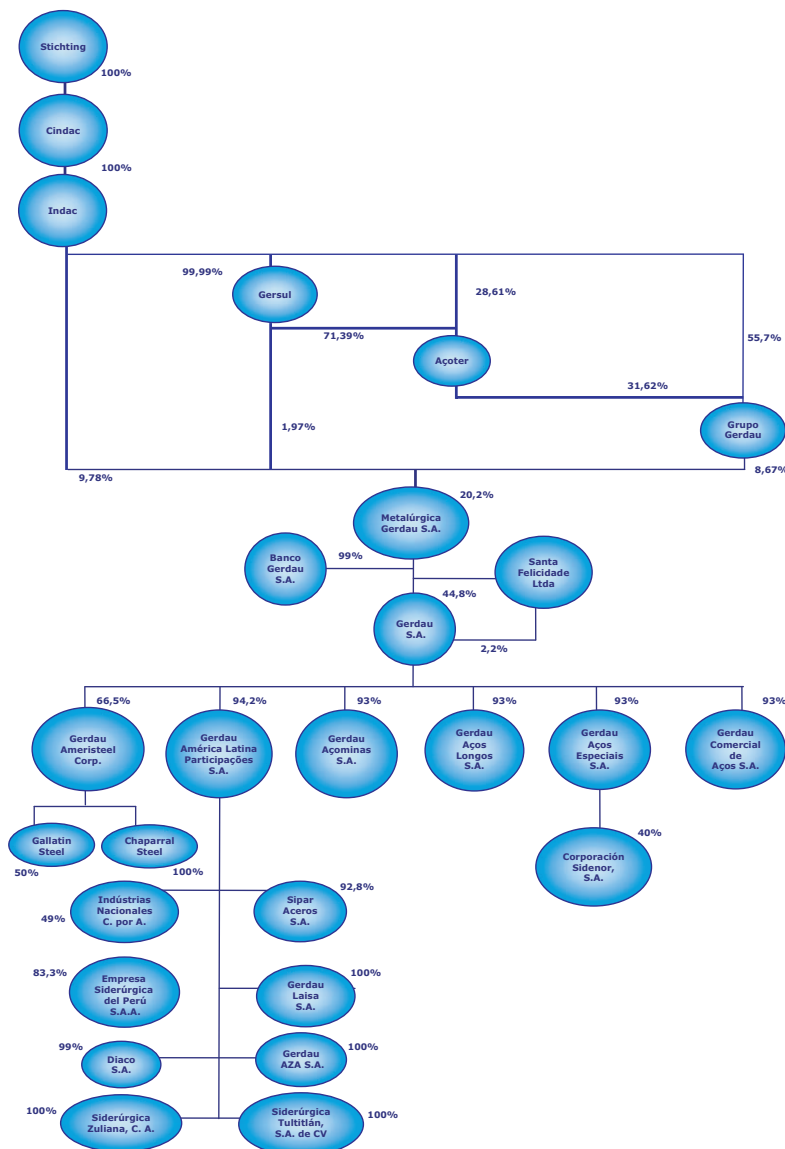 Stichting
100%
Cindac
100%
Indac
99,99%
Gersul
28,61%
71,39%
55,7%
Açoter
31,62%
1,97%
Grupo
Gerdau
9,78%
8,67%
20,2%
Metalúrgica
Gerdau S.A.
Banco
Gerdau
S.A.
99%
Santa
Felicidade
Ltda
44,8%
Gerdau
S.A.
2,2%
66,5%
94,2%
93%
93%
93%
93%
Gerdau
Ameristeel
Corp.
Gerdau
América Latina
Participações
S.A.
Gerdau
Açominas
S.A.
Gerdau
Aços
Longos
S.A.
Gerdau
Aços
Especiais
S.A.
Gerdau
Comercial
de
Aços S.A.
Gallatin
Steel
50%
Chaparral
Steel
100%
40%
Corporación
Sidenor,
S.A.
Indústrias
Nacionales
C. por A.
49%
92,8%
Sipar
Aceros
S.A.
83,3%
Empresa
Siderúrgica
del Perú
S.A.A.
100%
Gerdau
Laisa
S.A.
99%
Diaco
S.A.
Gerdau
AZA S.A.
100%
100%
Siderúrgica
Zuliana, C. A.
Siderúrgica
Tultitlán,
S.A. de CV
100%